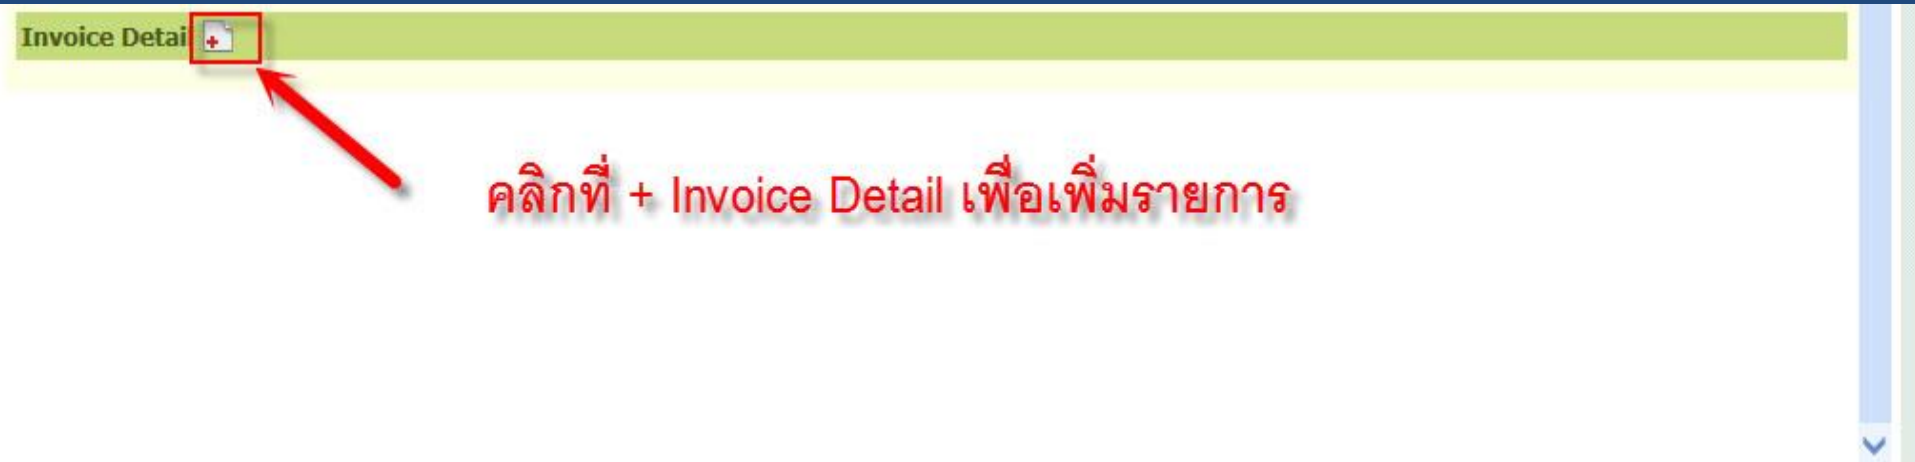 Invoice Detai
คลิกที่ + Invoice Detail เพื่อเพิ่มรายการ